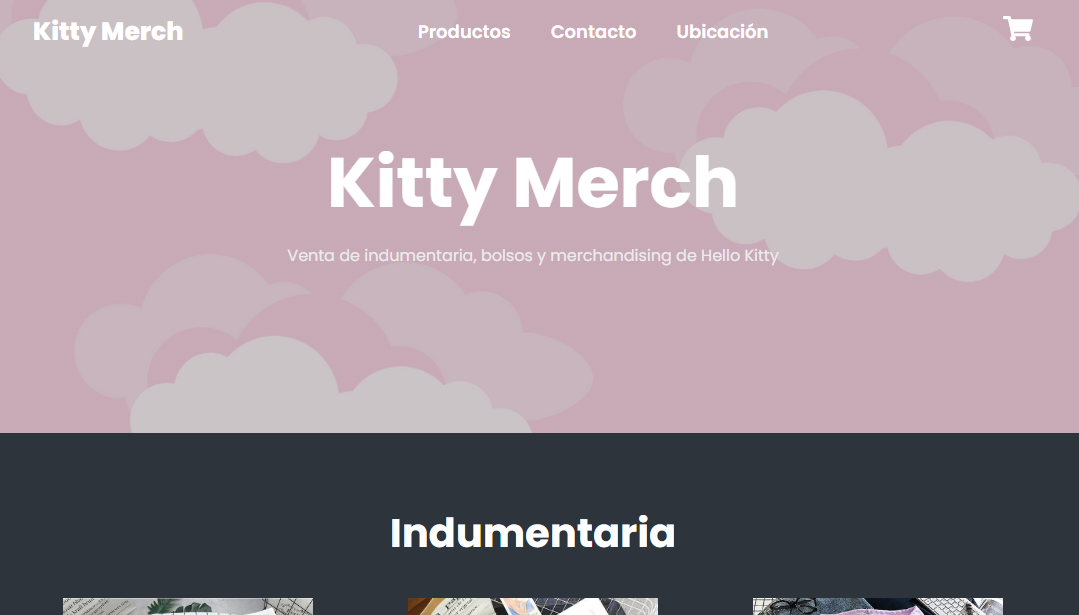 Kitty Merch
Productos
Contacto
Ubicación
Kitty Merch
Venta de indumentaria, bolsos y merchandising de Hello Kitty
Indumentaria